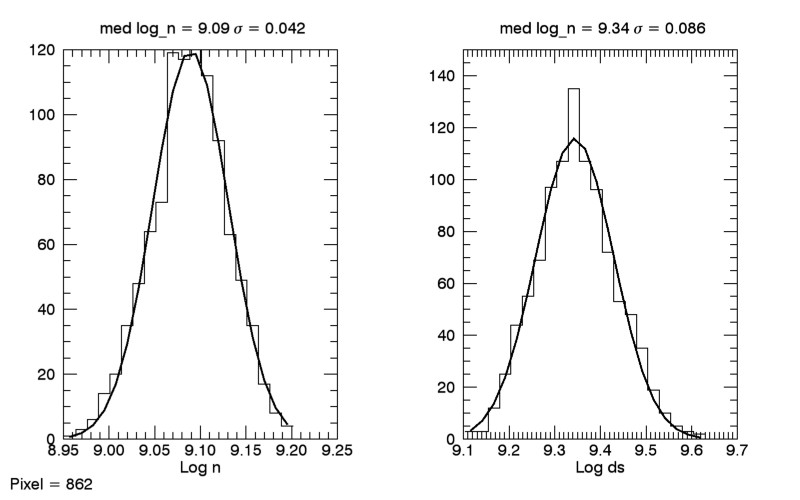 med log_n = 9.09 σ = 0.042
120
100
80
60
40
20
0
8.95 9.00 9.05 9.10 9.15 9.20 9.25
Log n
med log_n = 9.34 σ = 0.086
140
120
100
80
60
40
20
0
9.1 9.2 9.3 9.4 9.5 9.6 9.7
Log ds
Pixel = 862